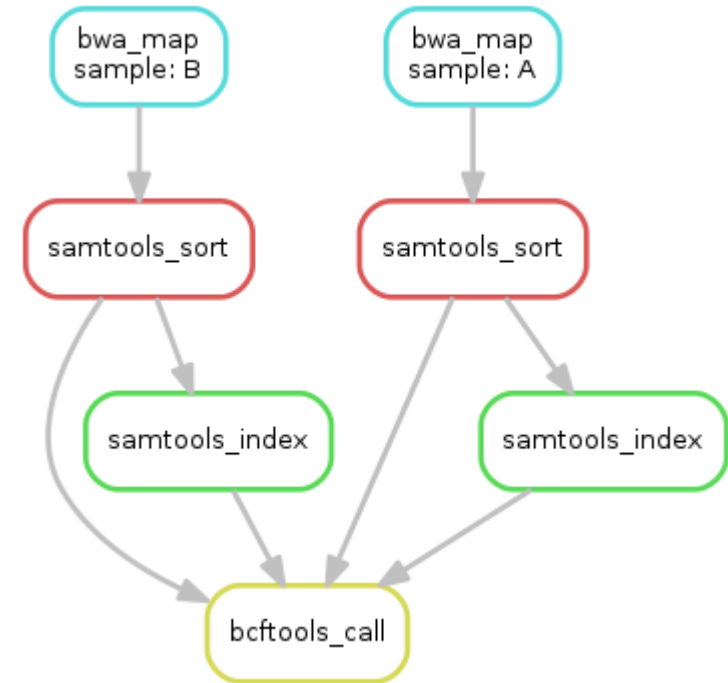 bwa_map
sample: B
bwa_map
sample: A
samtools_sort
samtools_sort
samtools_index
samtools_index
bcftools_call